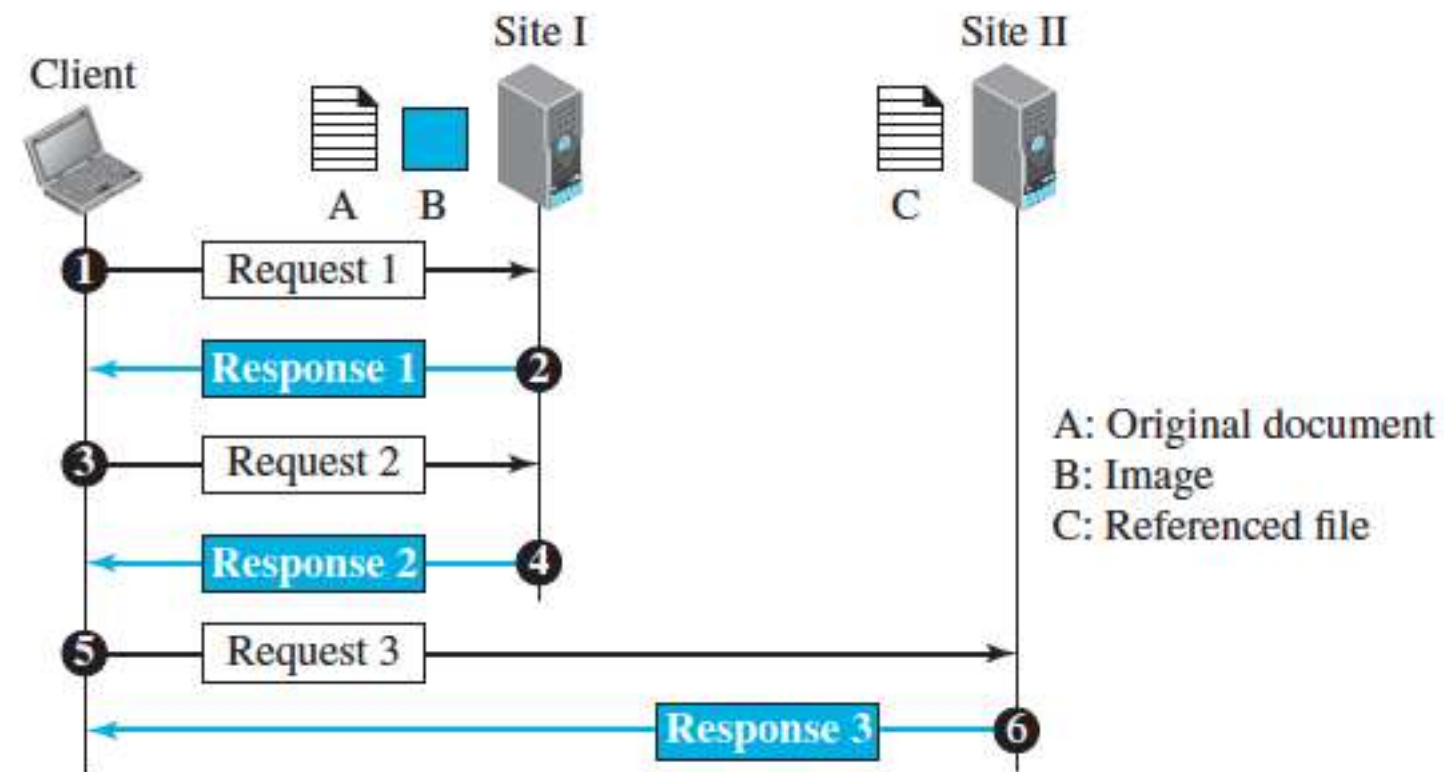 Site I
Site II
Client
A
B
C
1
Request 1
Response 1
2
3
Request 2
Response 2
4
A: Original document
B: Image
C: Referenced file
5
Request 3
Response 3
6